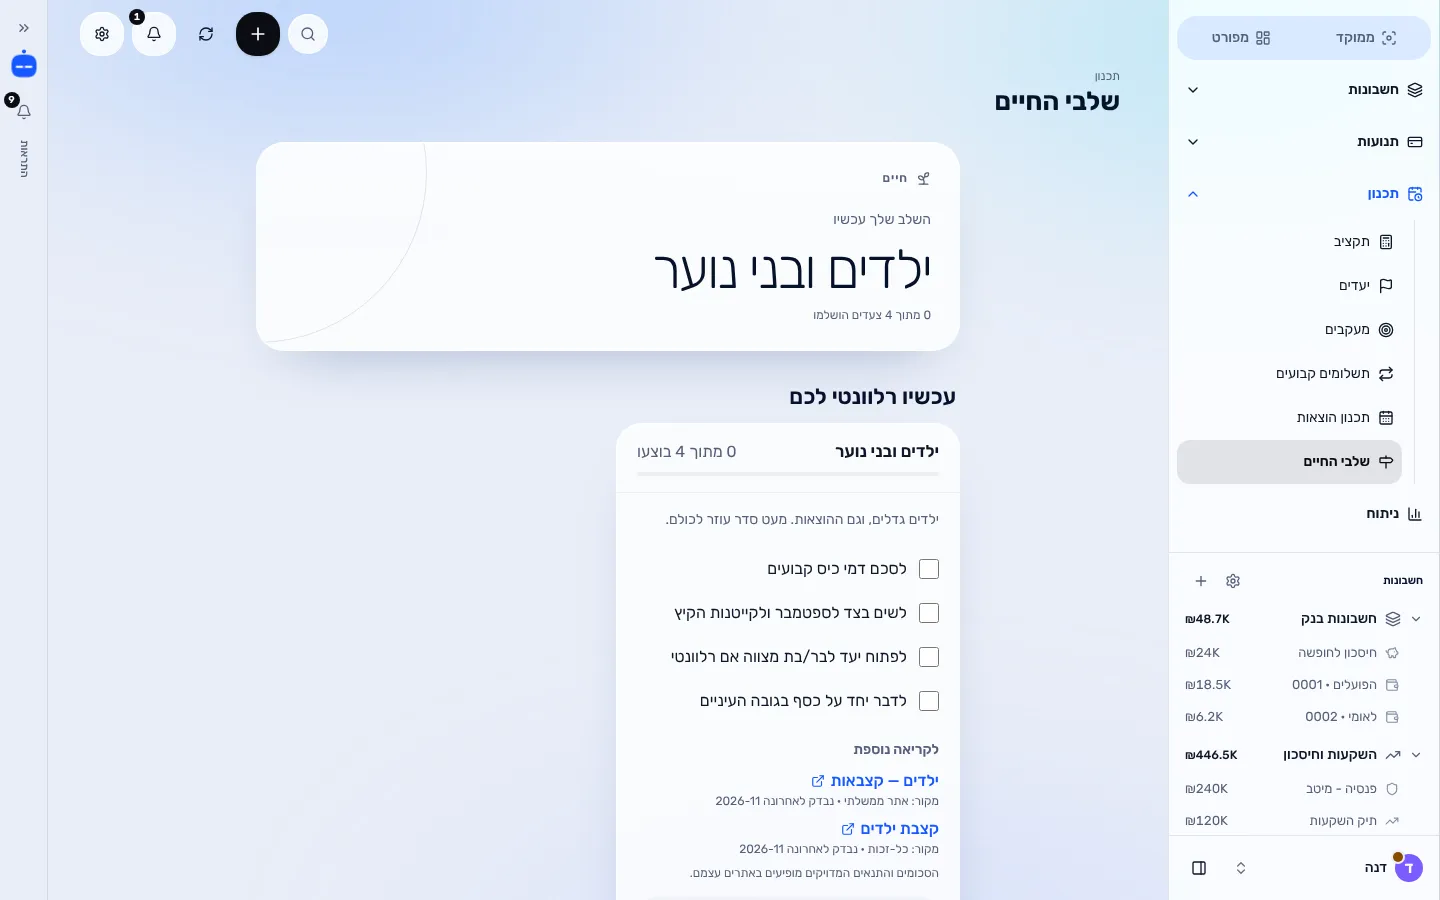 ממוקד
מפורט
חשבונות
תנועות
תכנון
תקציב
יעדים
מעקבים
תשלומים קבועים
תכנון הוצאות
שלבי החיים
ניתוח
חשבונות
חשבונות בנק ₪48.7K
חיסכון לחופשה ₪24K
הפועלים • 0001 ₪18.5K
לאומי • 0002 ₪6.2K
השקעות וחיסכון ₪446.5K
פנסיה - מיטב ₪240K
תיק השקעות ₪120K
ד דנה
1
תכנון
שלבי החיים
חיים
השלב שלך עכשיו
ילדים ובני נוער
0 מתוך 4 צעדים הושלמו
עכשיו רלוונטי לכם
ילדים ובני נוער 0 מתוך 4 בוצעו
ילדים גדלים, וגם ההוצאות. מעט סדר עוזר לכולם.
לסכם דמי כיס קבועים
לשים בצד לספטמבר ולקייטנות הקיץ
לפתוח יעד לבר/בת מצווה אם רלוונטי
לדבר יחד על כסף בגובה העיניים
לקריאה נוספת
ילדים — קצבאות
מקור: אתר ממשלתי • נבדק לאחרונה 2026-11
קצבת ילדים
מקור: כל-זכות • נבדק לאחרונה 2026-11
הסכומים והתנאים המדויקים מופיעים באתרים עצמם.
9
התראות